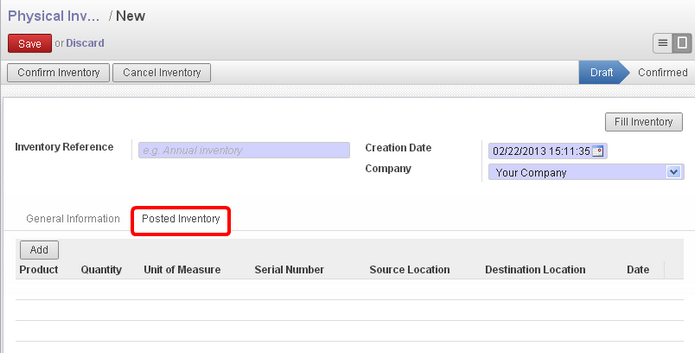 Physical Inv... / New
Save or Discard
Confirm Inventory Cancel Inventory Draft Confirmed
Fill Inventory
Inventory Reference e.g. Annual inventory Creation Date 02/22/2013 15:11:35
Company Your Company
General Information Posted Inventory
Add
Product Quantity Unit of Measure Serial Number Source Location Destination Location Date